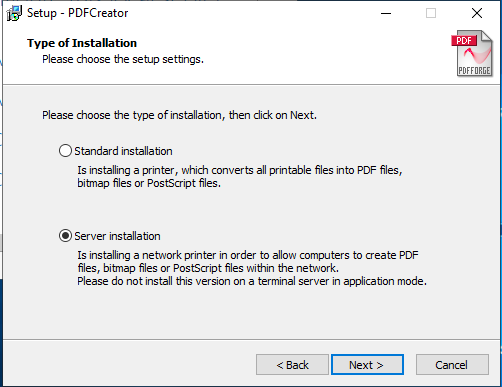 Setup - PDFCreator
Type of Installation
Please choose the setup settings.
PDF
PDFFORGE
Please choose the type of installation, then click on Next.
Standard installation
Is installing a printer, which converts all printable files into PDF files,
bitmap files or PostScript files.
Server installation
Is installing a network printer in order to allow computers to create PDF
files, bitmap files or PostScript files within the network.
Please do not install this version on a terminal server in application mode.
< Back
Next >
Cancel